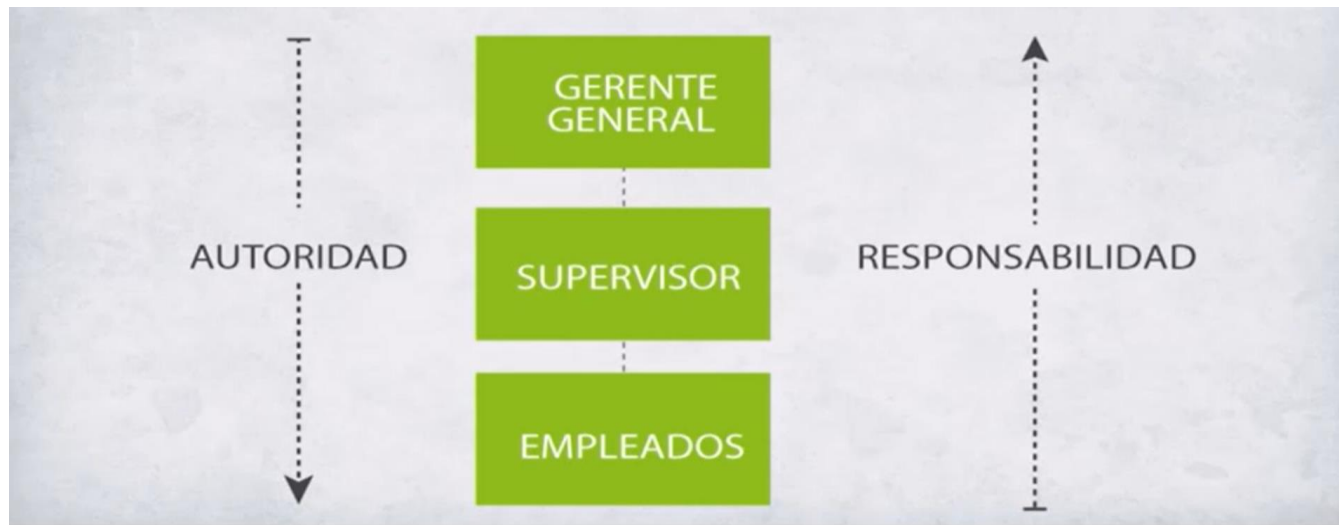 GERENTE
GENERAL
AUTORIDAD
SUPERVISOR
RESPONSABILIDAD
EMPLEADOS